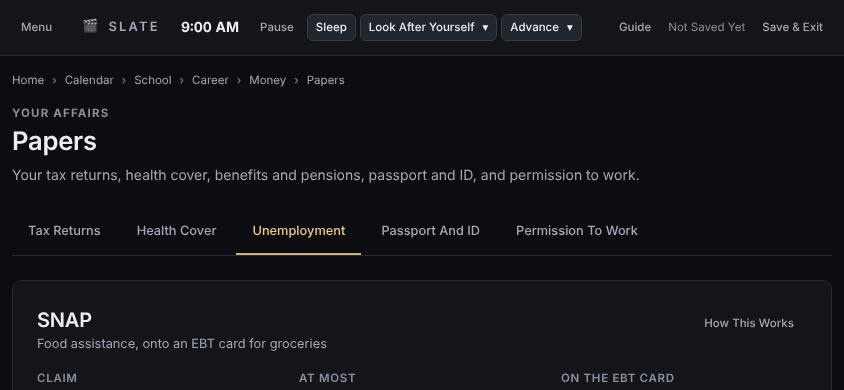 Menu 🎬 SLATE 9:00 AM Pause Sleep Look After Yourself ▾ Advance ▾ Guide Not Saved Yet Save & Exit
Home › Calendar › School › Career › Money › Papers
YOUR AFFAIRS
Papers
Your tax returns, health cover, benefits and pensions, passport and ID, and permission to work.
Tax Returns Health Cover Unemployment Passport And ID Permission To Work
SNAP
How This Works
Food assistance, onto an EBT card for groceries
CLAIM AT MOST ON THE EBT CARD